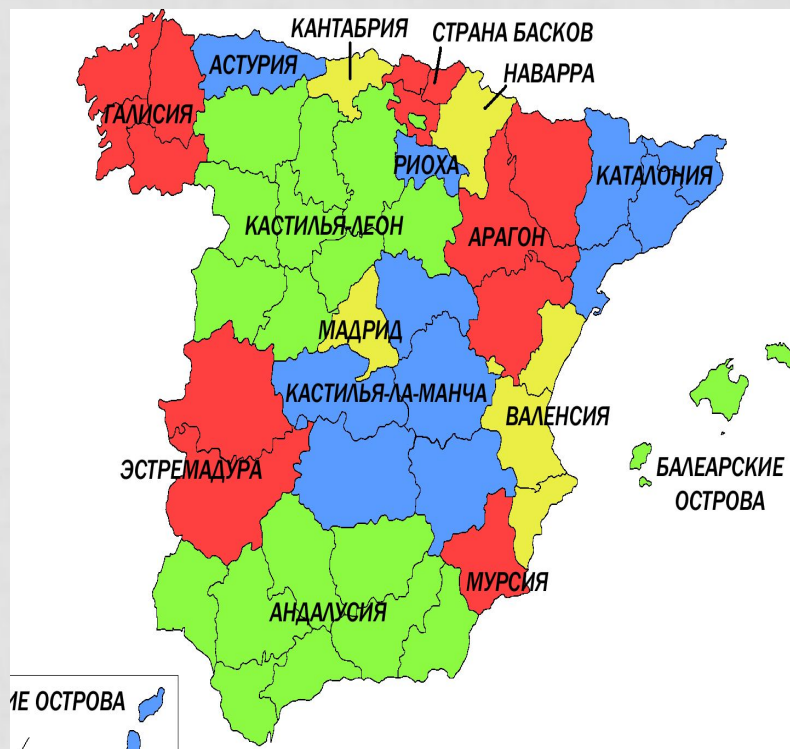 КАНТАБРИЯ
СТРАНА БАСКОВ
АСТУРИЯ
НАВАРРА
ГАЛИСИЯ
РИОХА
КАТАЛОНИЯ
КАСТИЛЬЯ-ЛЕОН
АРАГОН
МАДРИД
КАСТИЛЬЯ-ЛА-МАНЧА
ВАЛЕНСИЯ
ЭСТРЕМАДУРА
БАЛЕАРСКИЕ
ОСТРОВА
МУРСИЯ
АНДАЛУСИЯ
ИЕ ОСТРОВА